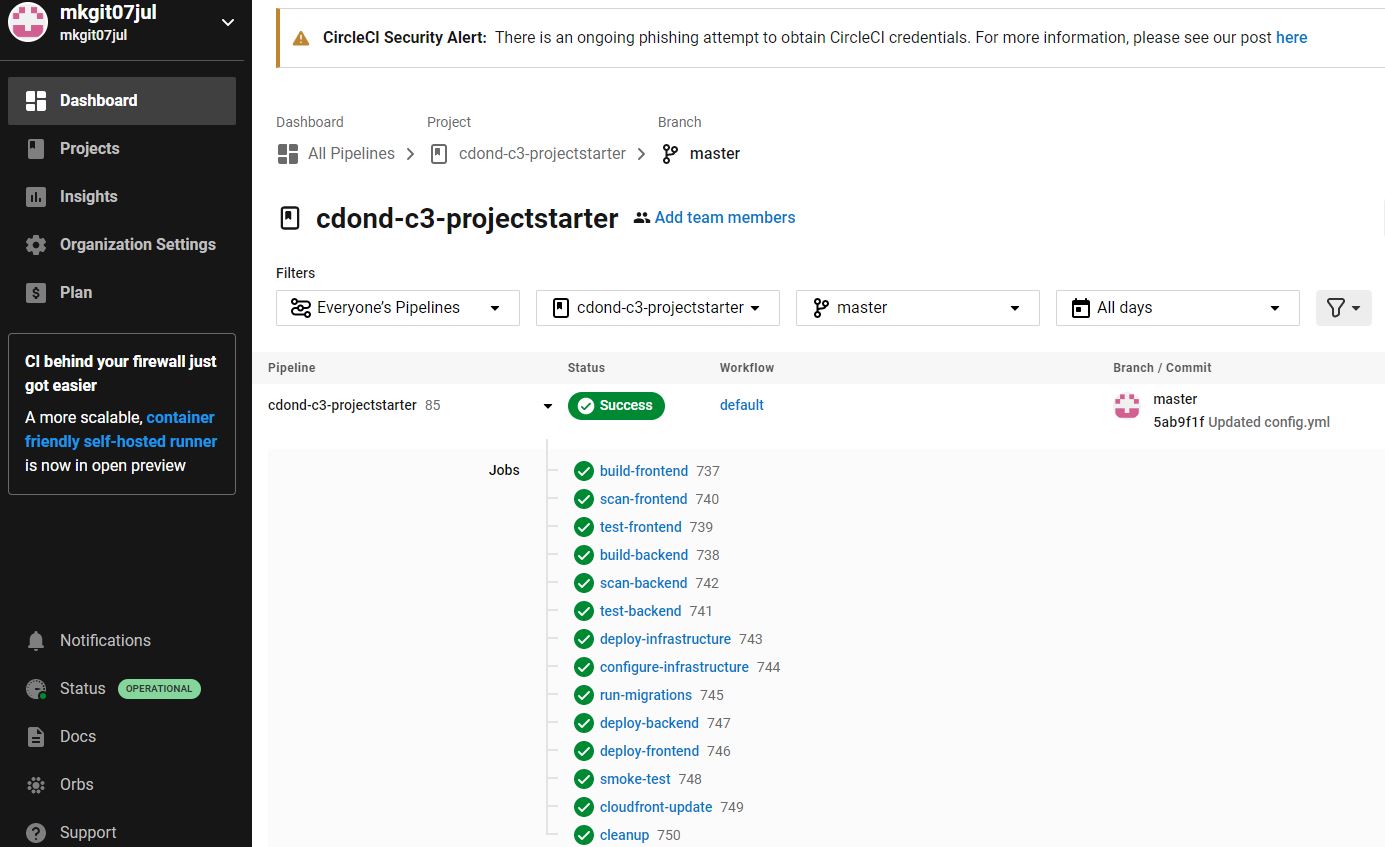 mkgit07jul
mkgit07jul
Dashboard
Projects
Insights
Organization Settings
Plan
CI behind your firewall just
got easier
A more scalable, container
friendly self-hosted runner
is now in open preview
Notifications
Status OPERATIONAL
Docs
Orbs
Support
CircleCI Security Alert: There is an ongoing phishing attempt to obtain CircleCI credentials. For more information, please see our post here
Dashboard Project Branch
All Pipelines cdond-c3-projectstarter master
cdond-c3-projectstarter Add team members
Filters
Everyone’s Pipelines cdond-c3-projectstarter master All days
Pipeline Status Workflow Branch / Commit
cdond-c3-projectstarter 85 Success default master
5ab9f1f Updated config.yml
Jobs build-frontend 737
scan-frontend 740
test-frontend 739
build-backend 738
scan-backend 742
test-backend 741
deploy-infrastructure 743
configure-infrastructure 744
run-migrations 745
deploy-backend 747
deploy-frontend 746
smoke-test 748
cloudfront-update 749
cleanup 750